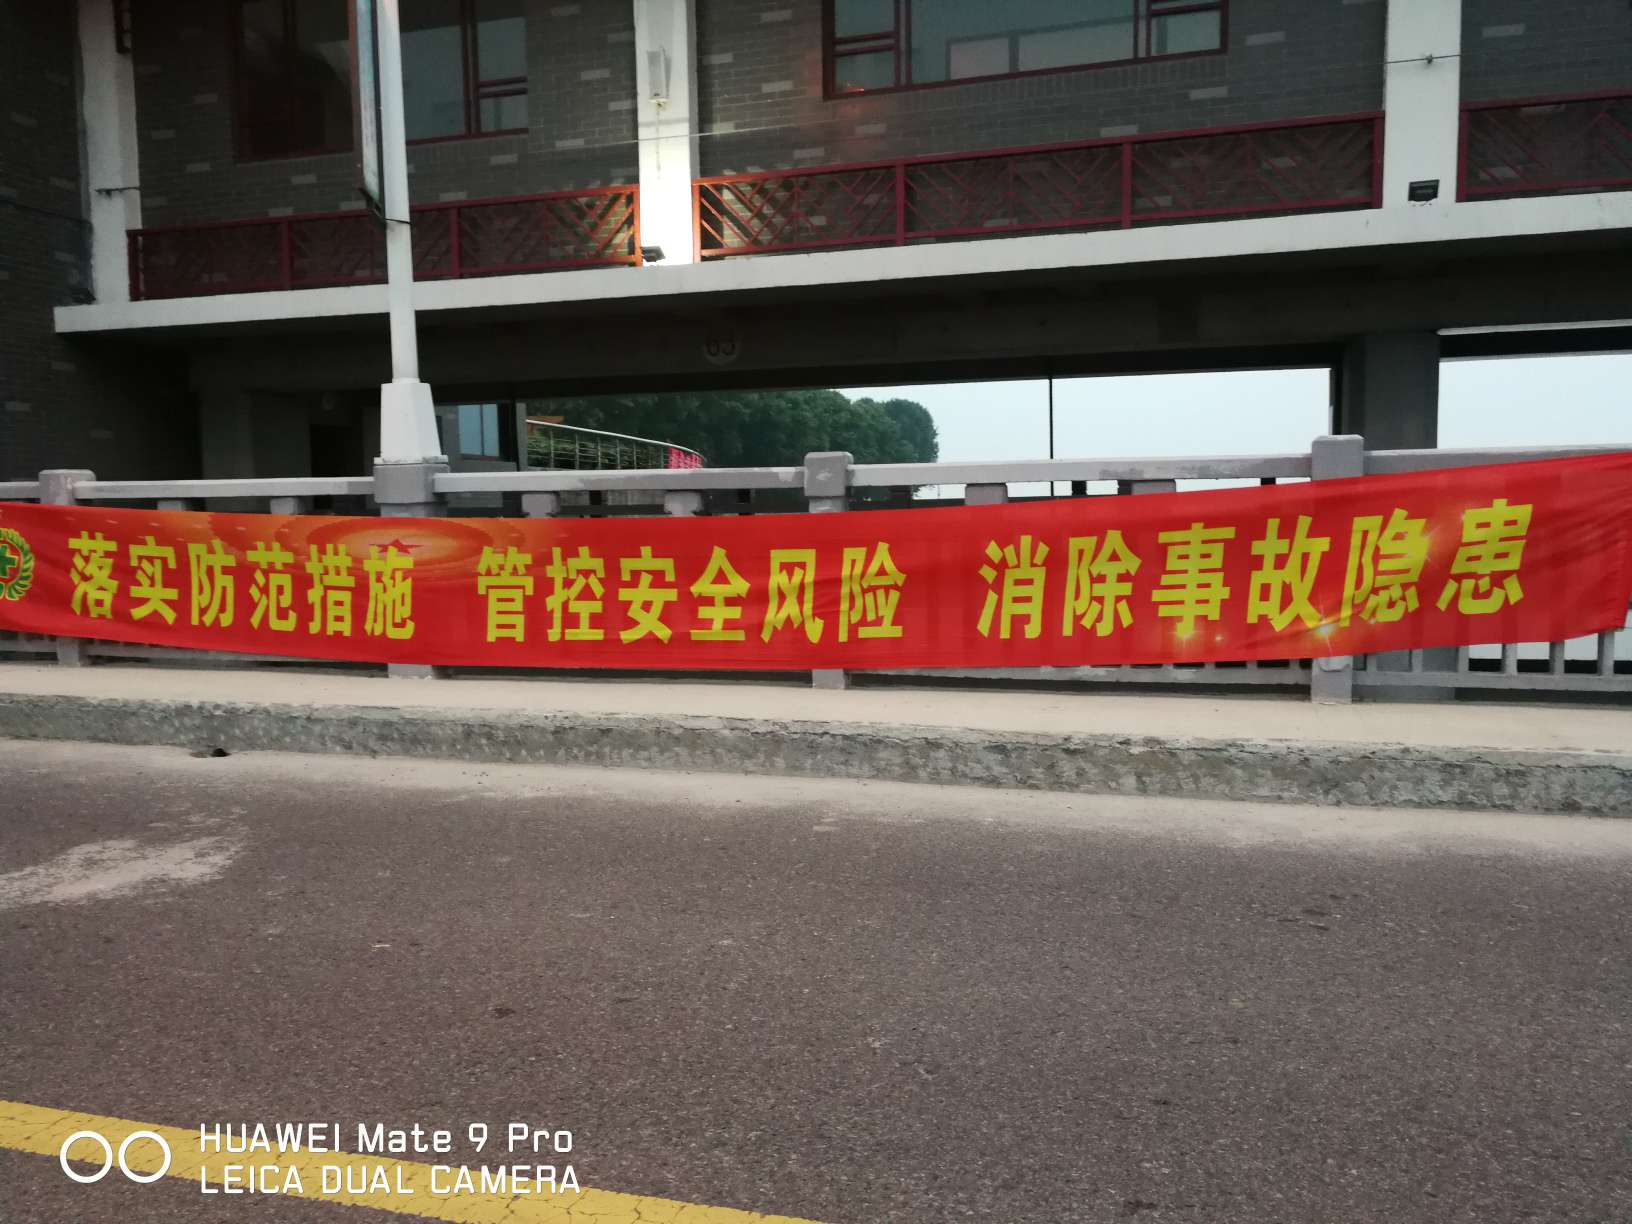 63
落实防范措施 管控安全风险 消除事故隐患
HUAWEI Mate 9 Pro
LEICA DUAL CAMERA